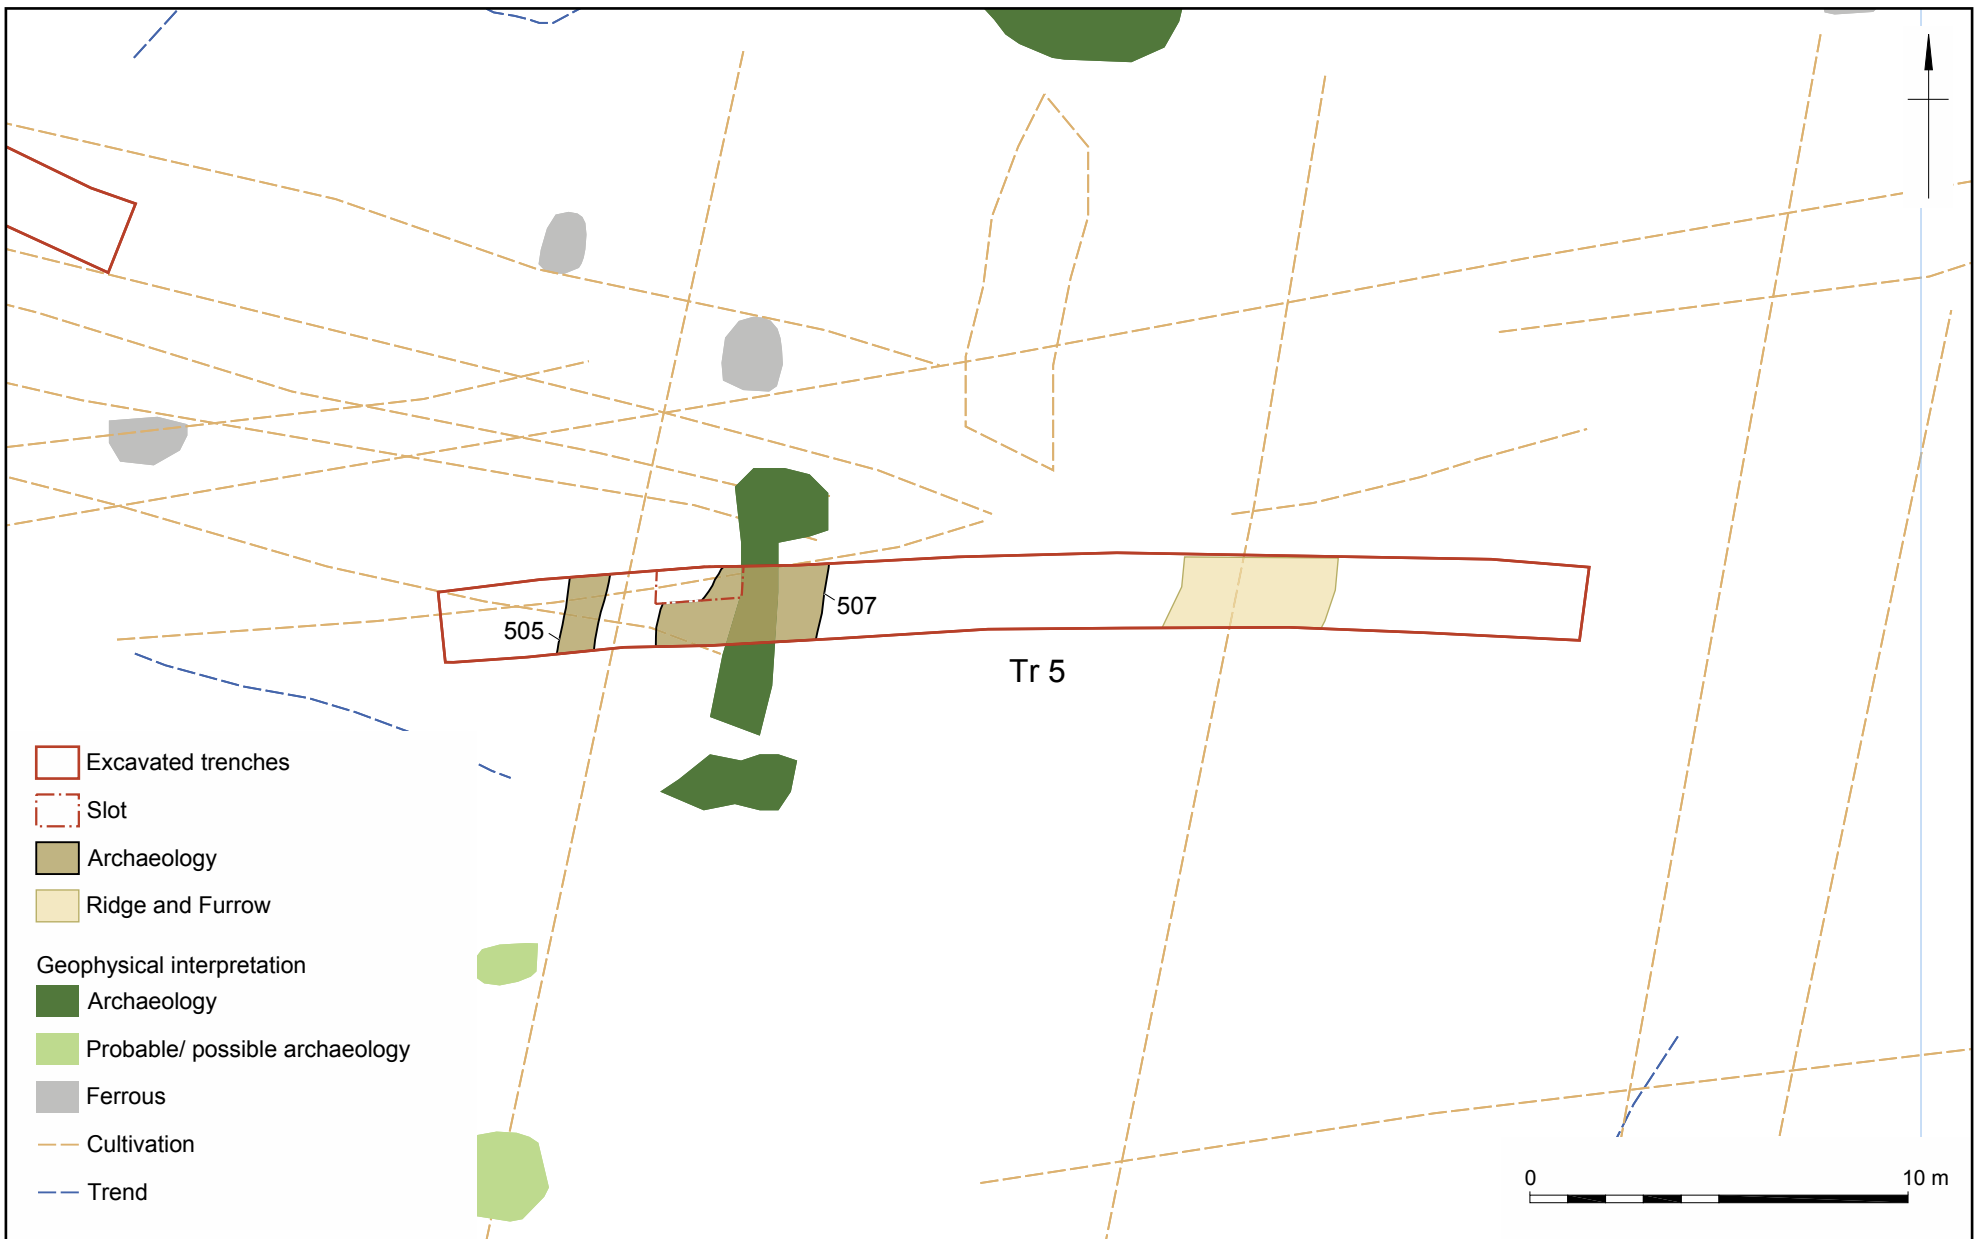 505
507
Tr 5
Excavated trenches
Slot
Archaeology
Ridge and Furrow
Geophysical interpretation
Archaeology
Probable/ possible archaeology
Ferrous
Cultivation
Trend
0 10 m